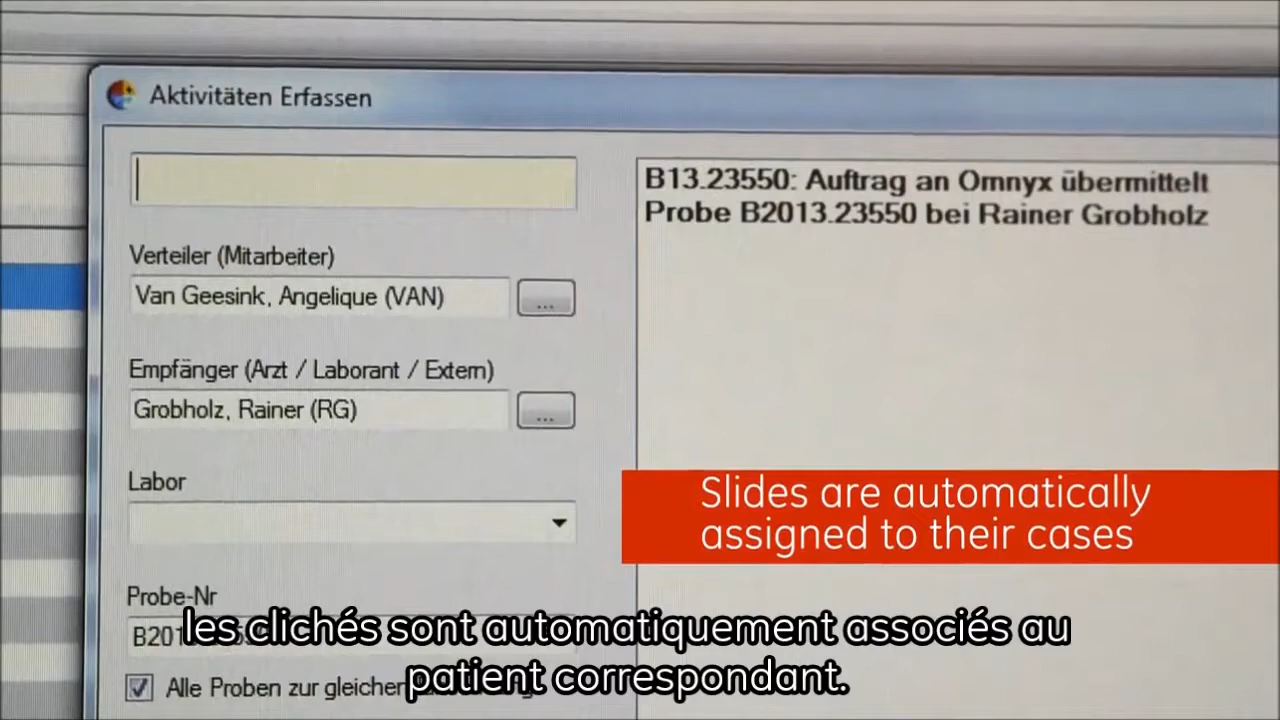 Aktivitäten Erfassen
B13.23550: Auftrag an Omnyx übermittelt
Probe B2013.23550 bei Rainer Grobholz
Verteiler (Mitarbeiter)
Van Geesink, Angelique (VAN)
...
Empfänger (Arzt / Laborant / Extern)
Grobholz, Rainer (RG)
...
Labor
Slides are automatically
assigned to their cases
Probe-Nr
les clichés sont automatiquement associés au
patient correspondant.
Alle Proben zur gleichen